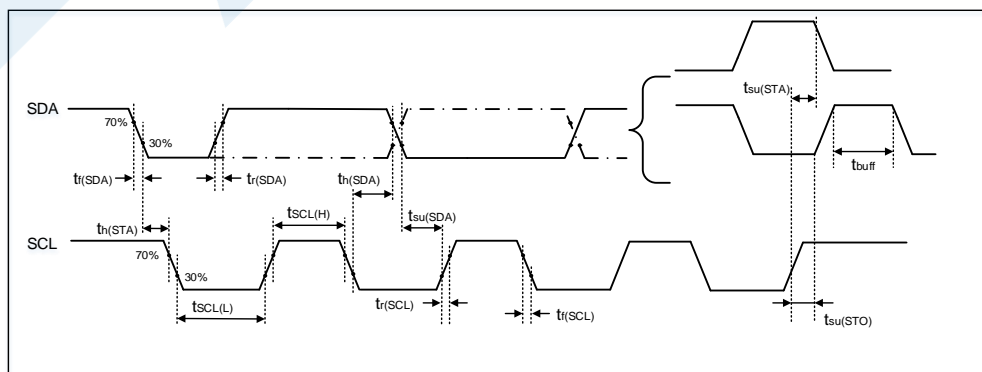 SDA
70%
30%
tf(SDA)
tr(SDA)
th(SDA)
tsu(SDA)
tsu(STA)
tbuff
th(STA)
tSCL(H)
SCL
70%
30%
tSCL(L)
tr(SCL)
tf(SCL)
tsu(STO)